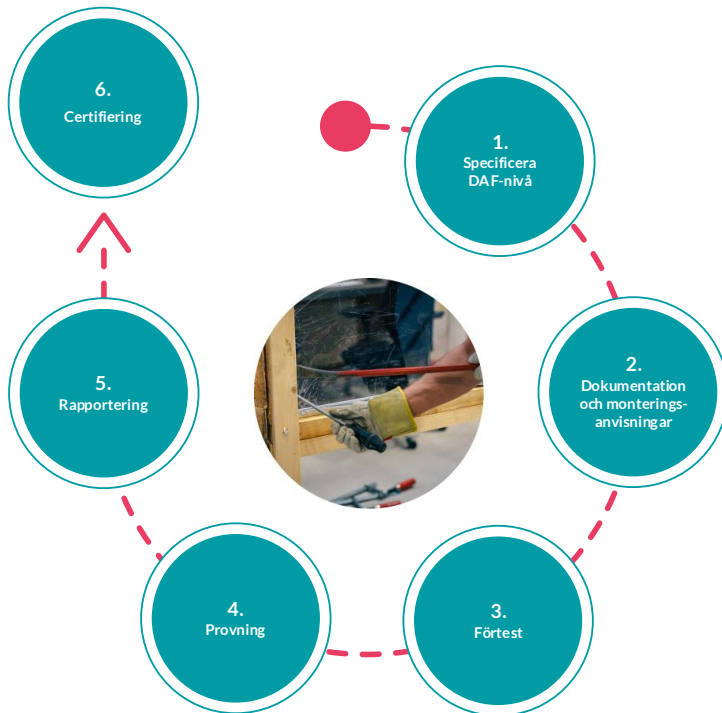 1.
Specificera
DAF-nivå
2.
Dokumentation
och monterings-
anvisningar
3.
Förtest
4.
Provning
5.
Rapportering
6.
Certifiering